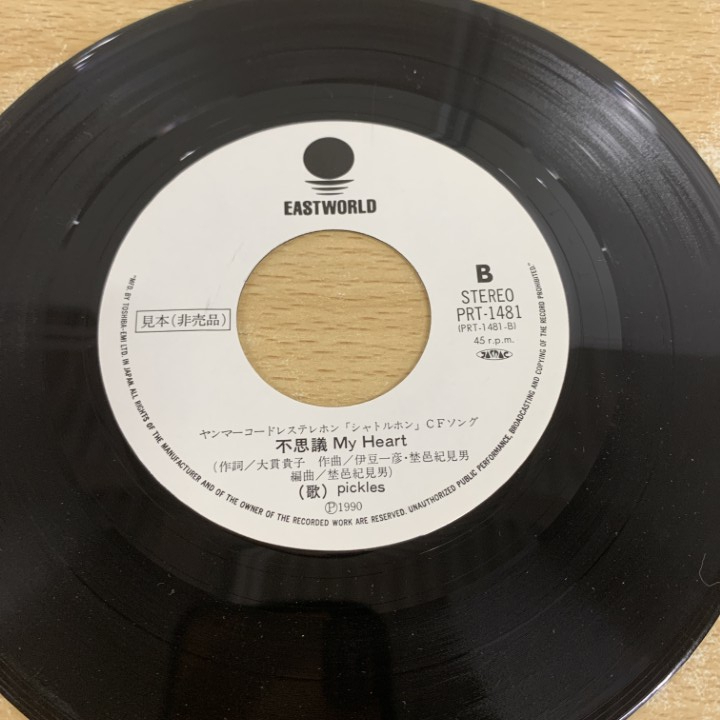 EASTWORLD
B
STEREO
PRT-1481
(PRT-1481-B)
45 r.p.m.
JASRAC
見本(非売品)
ヤンマーコードレステレホン「シャトルホン」CFソング
不思議 My Heart
(作詞/大貫貴子 作曲/伊豆一彦・埜邑紀見男
編曲/埜邑紀見男)
(歌) pickles
Ⓟ1990
"MFD. BY TOSHIBA-EMI LTD. IN JAPAN. ALL RIGHTS OF THE MANUFACTURER AND OF THE OWNER OF THE RECORDED WORK ARE RESERVED. UNAUTHORIZED PUBLIC PERFORMANCE, BROADCASTING AND COPYING OF THE RECORD PROHIBITED."